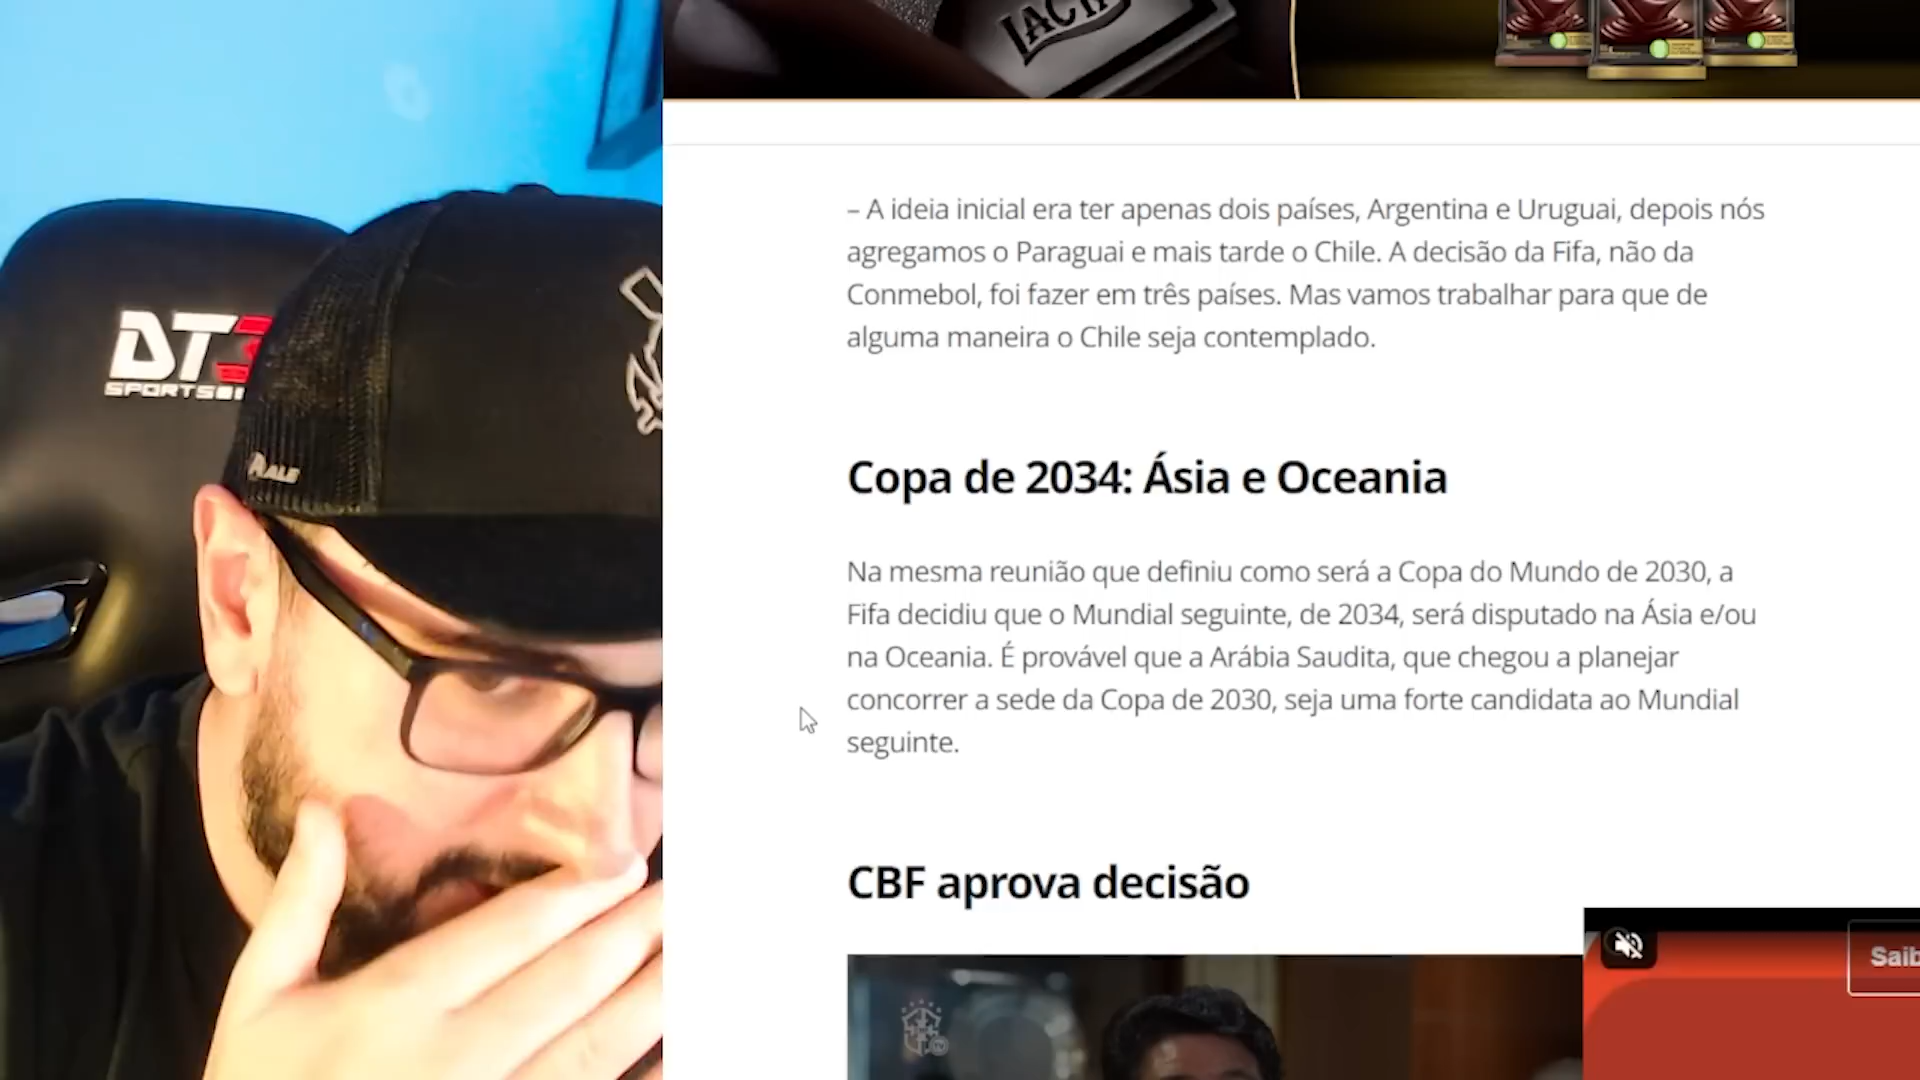 LACTA
– A ideia inicial era ter apenas dois países, Argentina e Uruguai, depois nós
agregamos o Paraguai e mais tarde o Chile. A decisão da Fifa, não da
Conmebol, foi fazer em três países. Mas vamos trabalhar para que de
alguma maneira o Chile seja contemplado.
DT3
Copa de 2034: Ásia e Oceania
Na mesma reunião que definiu como será a Copa do Mundo de 2030, a
Fifa decidiu que o Mundial seguinte, de 2034, será disputado na Ásia e/ou
na Oceania. É provável que a Arábia Saudita, que chegou a planejar
concorrer a sede da Copa de 2030, seja uma forte candidata ao Mundial
seguinte.
CBF aprova decisão
Saib